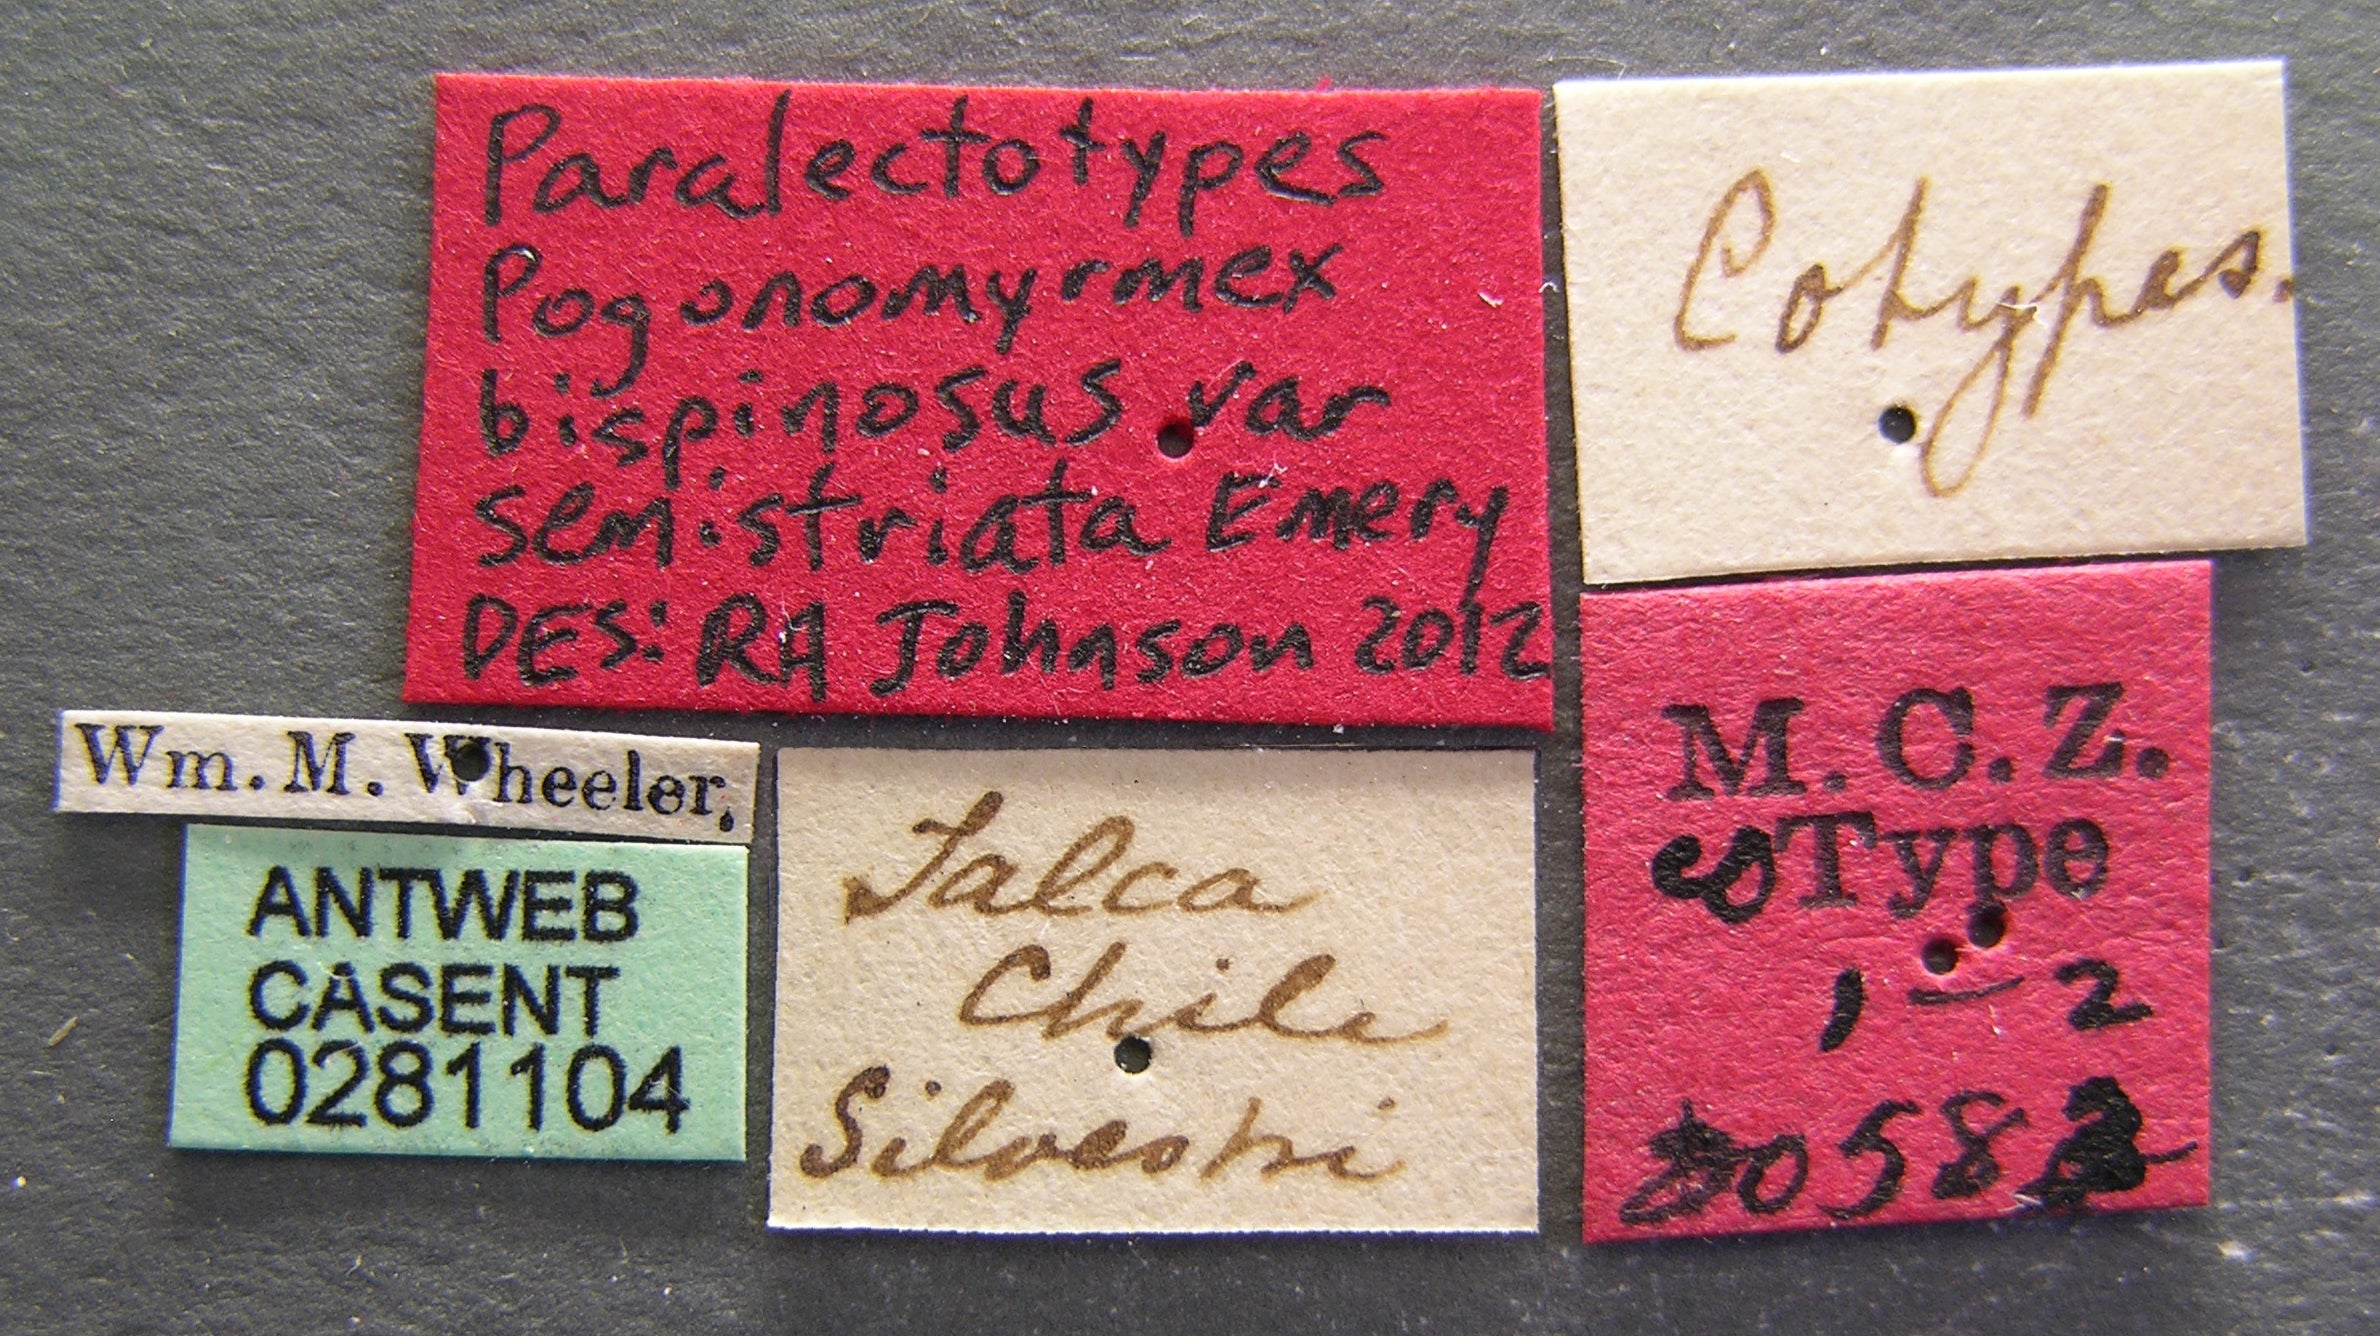 Paralectotypes
Pogonomyrmex
bispinosus var
semistriata Emery
DES: RA Johnson 2012
Cotypes.
M. C. Z.
Type
1 – 2
Wm. M. Wheeler,
ANTWEB
CASENT
0281104
Talca
Chile
Silvestri